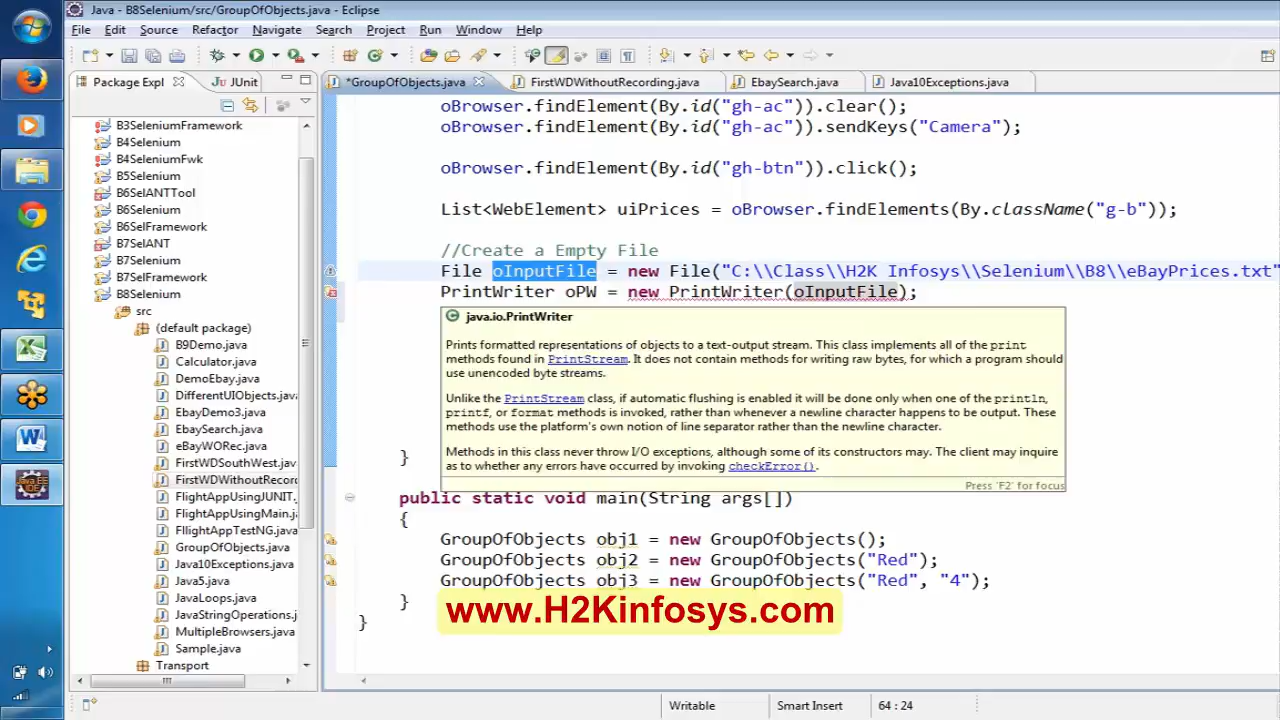 Java - B8Selenium/src/GroupOfObjects.java - Eclipse
File Edit Source Refactor Navigate Search Project Run Window Help
Package Expl JUnit
*GroupOfObjects.java FirstWDWithoutRecording.java EbaySearch.java Java10Exceptions.java
B3SeleniumFramework
B4Selenium
B4SeleniumFwk
B5Selenium
B6SelANTTool
B6Selenium
B6SelFramework
B7SelANT
B7Selenium
B7SelFramework
B8Selenium
src
(default package)
B9Demo.java
Calculator.java
DemoEbay.java
DifferentUIObjects.java
EbayDemo3.java
EbaySearch.java
eBayWORec.java
FirstWDSouthWest.jav
FirstWDWithoutRecord
FlightAppUsingJUNIT.
FlightAppUsingMain.j
FlIightAppTestNG.java
GroupOfObjects.java
Java10Exceptions.java
Java5.java
JavaLoops.java
JavaStringOperations.j
MultipleBrowsers.java
Sample.java
Transport
oBrowser.findElement(By.id("gh-ac")).clear();
oBrowser.findElement(By.id("gh-ac")).sendKeys("Camera");
oBrowser.findElement(By.id("gh-btn")).click();
List<WebElement> uiPrices = oBrowser.findElements(By.className("g-b"));
//Create a Empty File
File oInputFile = new File("C:\\Class\\H2K Infosys\\Selenium\\B8\\eBayPrices.txt"
PrintWriter oPW = new PrintWriter(oInputFile);
java.io.PrintWriter
Prints formatted representations of objects to a text-output stream. This class implements all of the print
methods found in PrintStream. It does not contain methods for writing raw bytes, for which a program should
use unencoded byte streams.
Unlike the PrintStream class, if automatic flushing is enabled it will be done only when one of the println,
printf, or format methods is invoked, rather than whenever a newline character happens to be output. These
methods use the platform's own notion of line separator rather than the newline character.
Methods in this class never throw I/O exceptions, although some of its constructors may. The client may inquire
as to whether any errors have occurred by invoking checkError().
Press 'F2' for focus
}
public static void main(String args[])
{
GroupOfObjects obj1 = new GroupOfObjects();
GroupOfObjects obj2 = new GroupOfObjects("Red");
GroupOfObjects obj3 = new GroupOfObjects("Red", "4");
}
}
www.H2Kinfosys.com
Writable Smart Insert 64 : 24